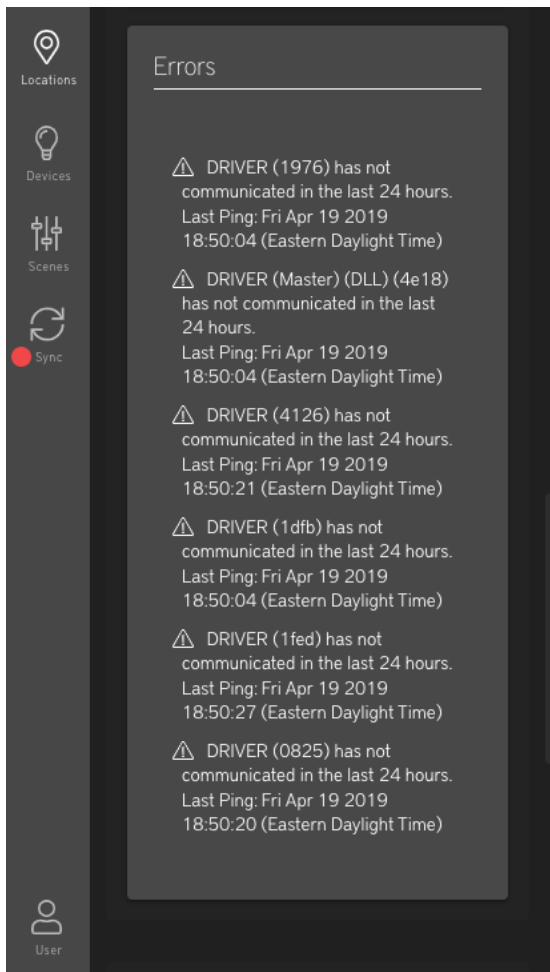 Locations
Devices
Scenes
Sync
User
Errors
DRIVER (1976) has not
communicated in the last 24 hours.
Last Ping: Fri Apr 19 2019
18:50:04 (Eastern Daylight Time)
DRIVER (Master) (DLL) (4e18)
has not communicated in the last
24 hours.
Last Ping: Fri Apr 19 2019
18:50:04 (Eastern Daylight Time)
DRIVER (4126) has not
communicated in the last 24 hours.
Last Ping: Fri Apr 19 2019
18:50:21 (Eastern Daylight Time)
DRIVER (1dfb) has not
communicated in the last 24 hours.
Last Ping: Fri Apr 19 2019
18:50:04 (Eastern Daylight Time)
DRIVER (1fed) has not
communicated in the last 24 hours.
Last Ping: Fri Apr 19 2019
18:50:27 (Eastern Daylight Time)
DRIVER (0825) has not
communicated in the last 24 hours.
Last Ping: Fri Apr 19 2019
18:50:20 (Eastern Daylight Time)